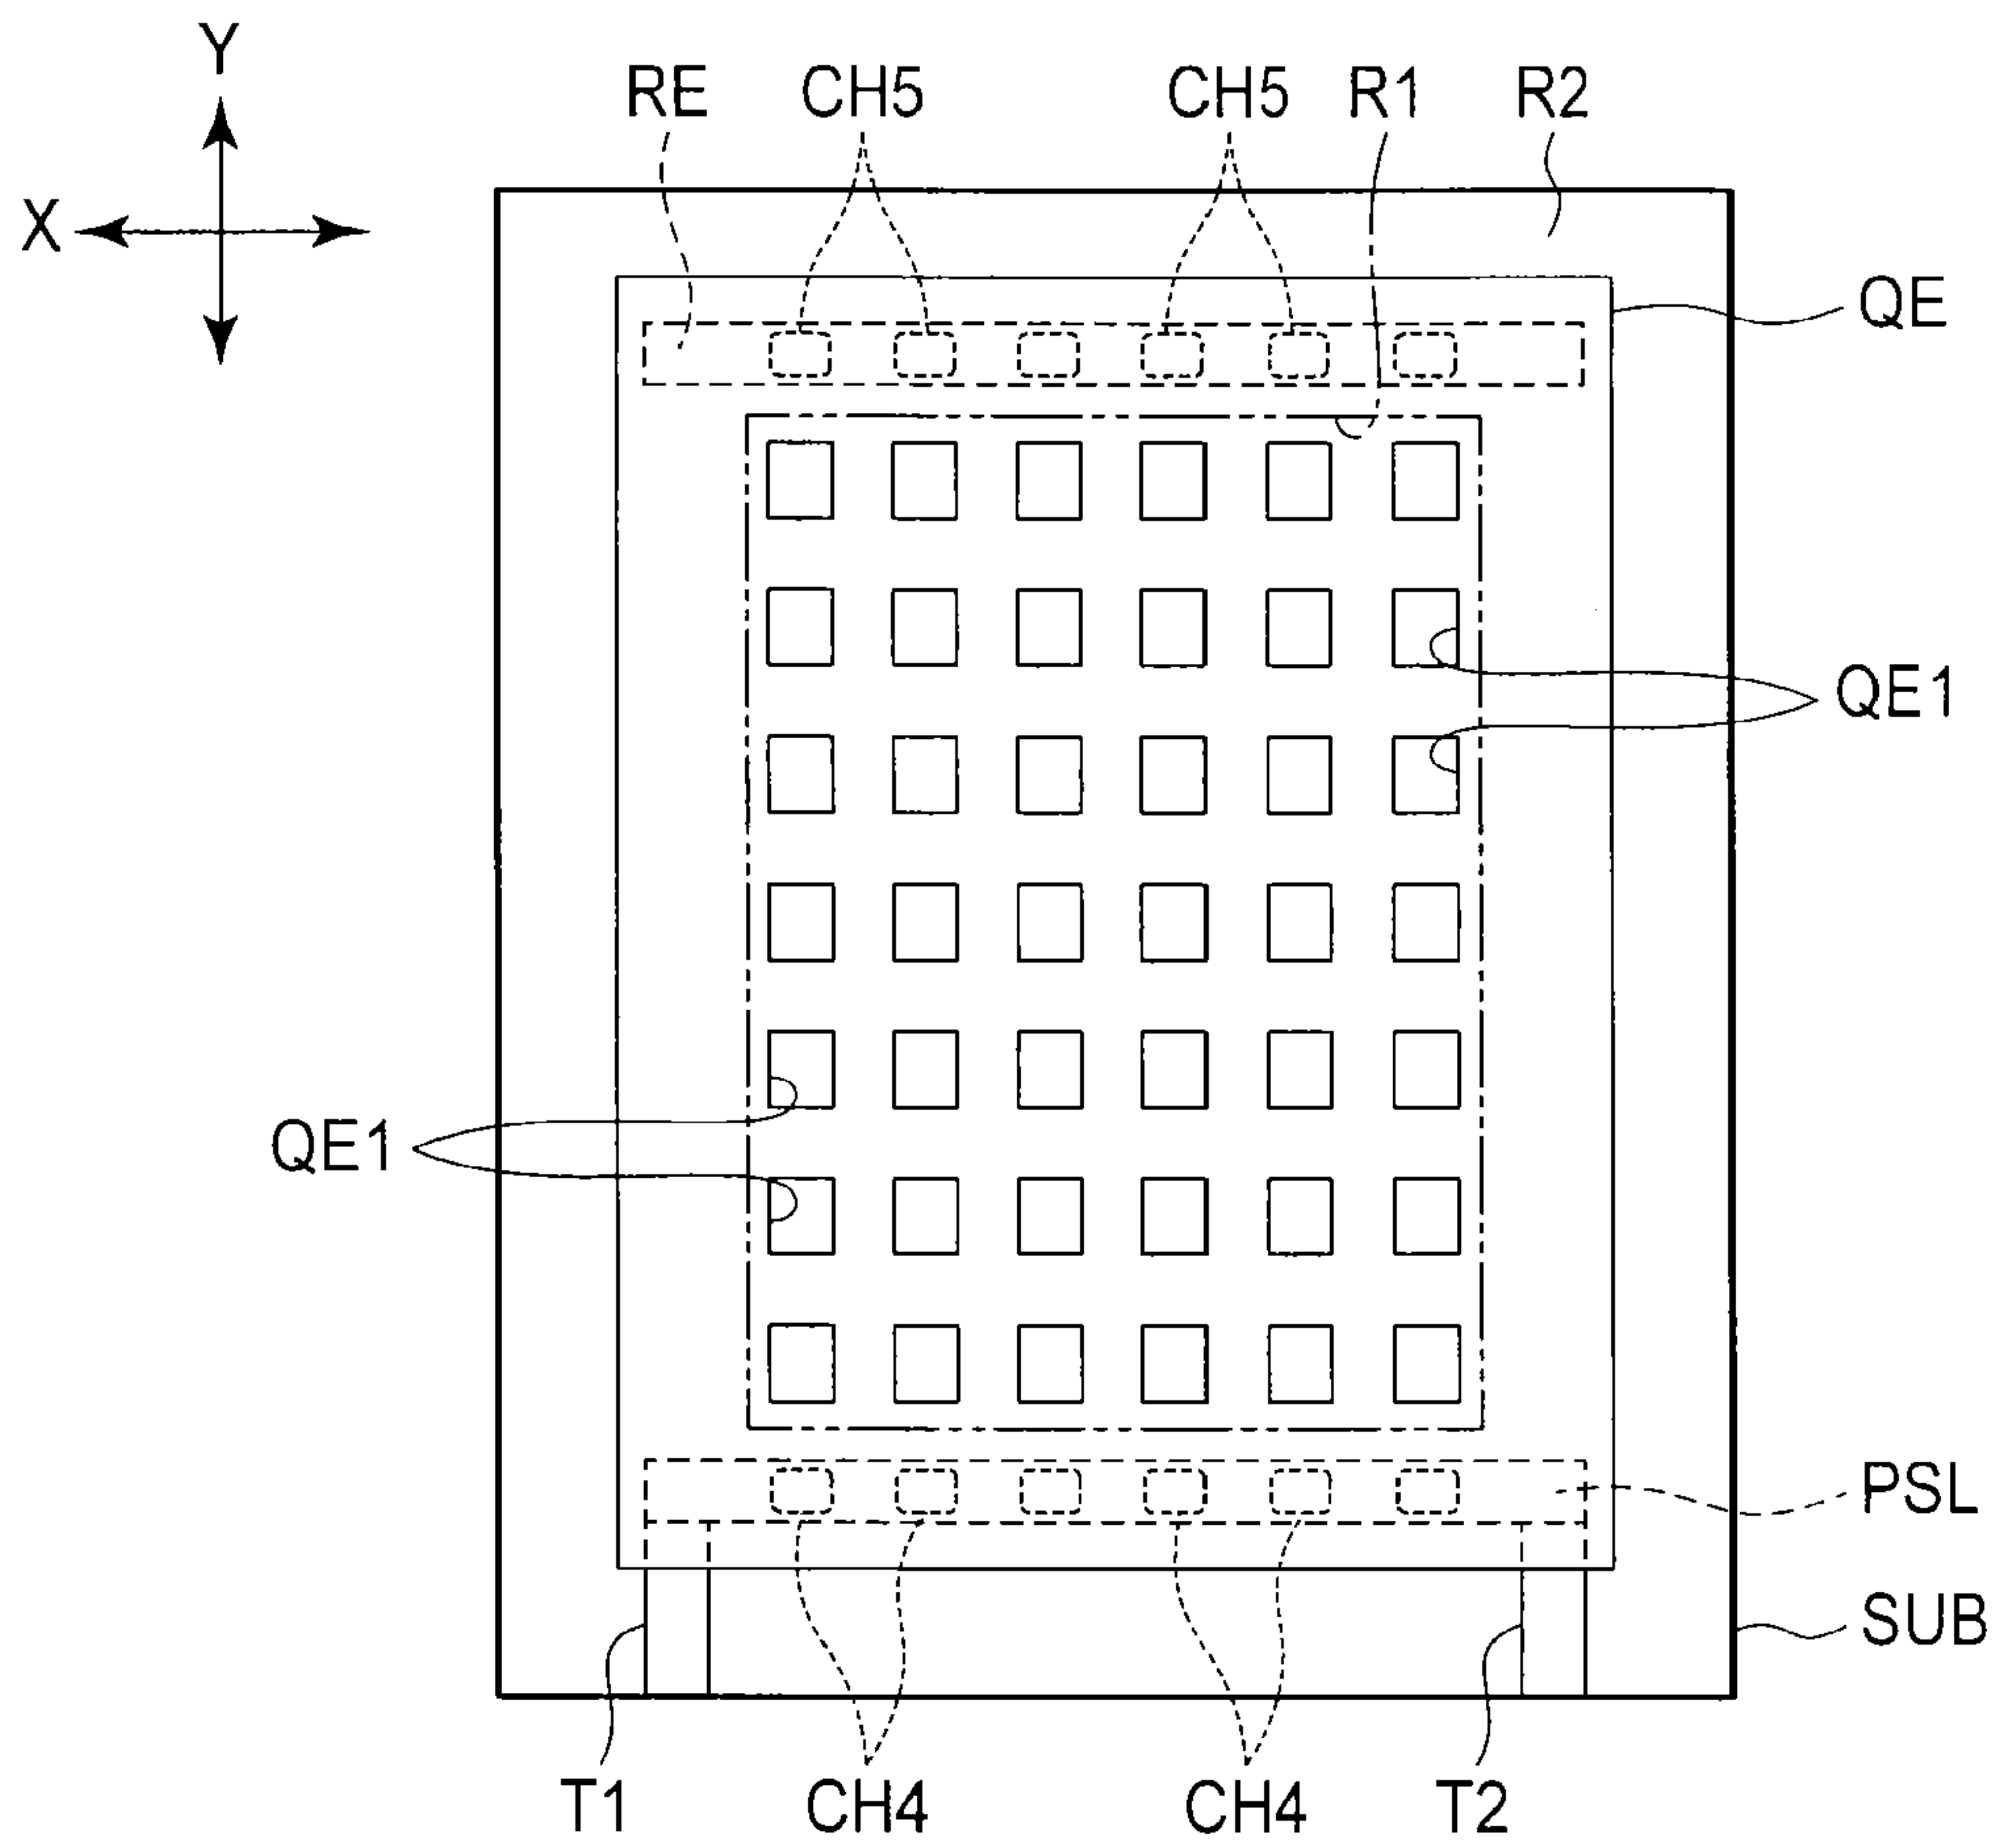 Y
X
RE CH5 CH5 R1 R2
QE
QE1
QE1
PSL
SUB
T1 CH4 CH4 T2